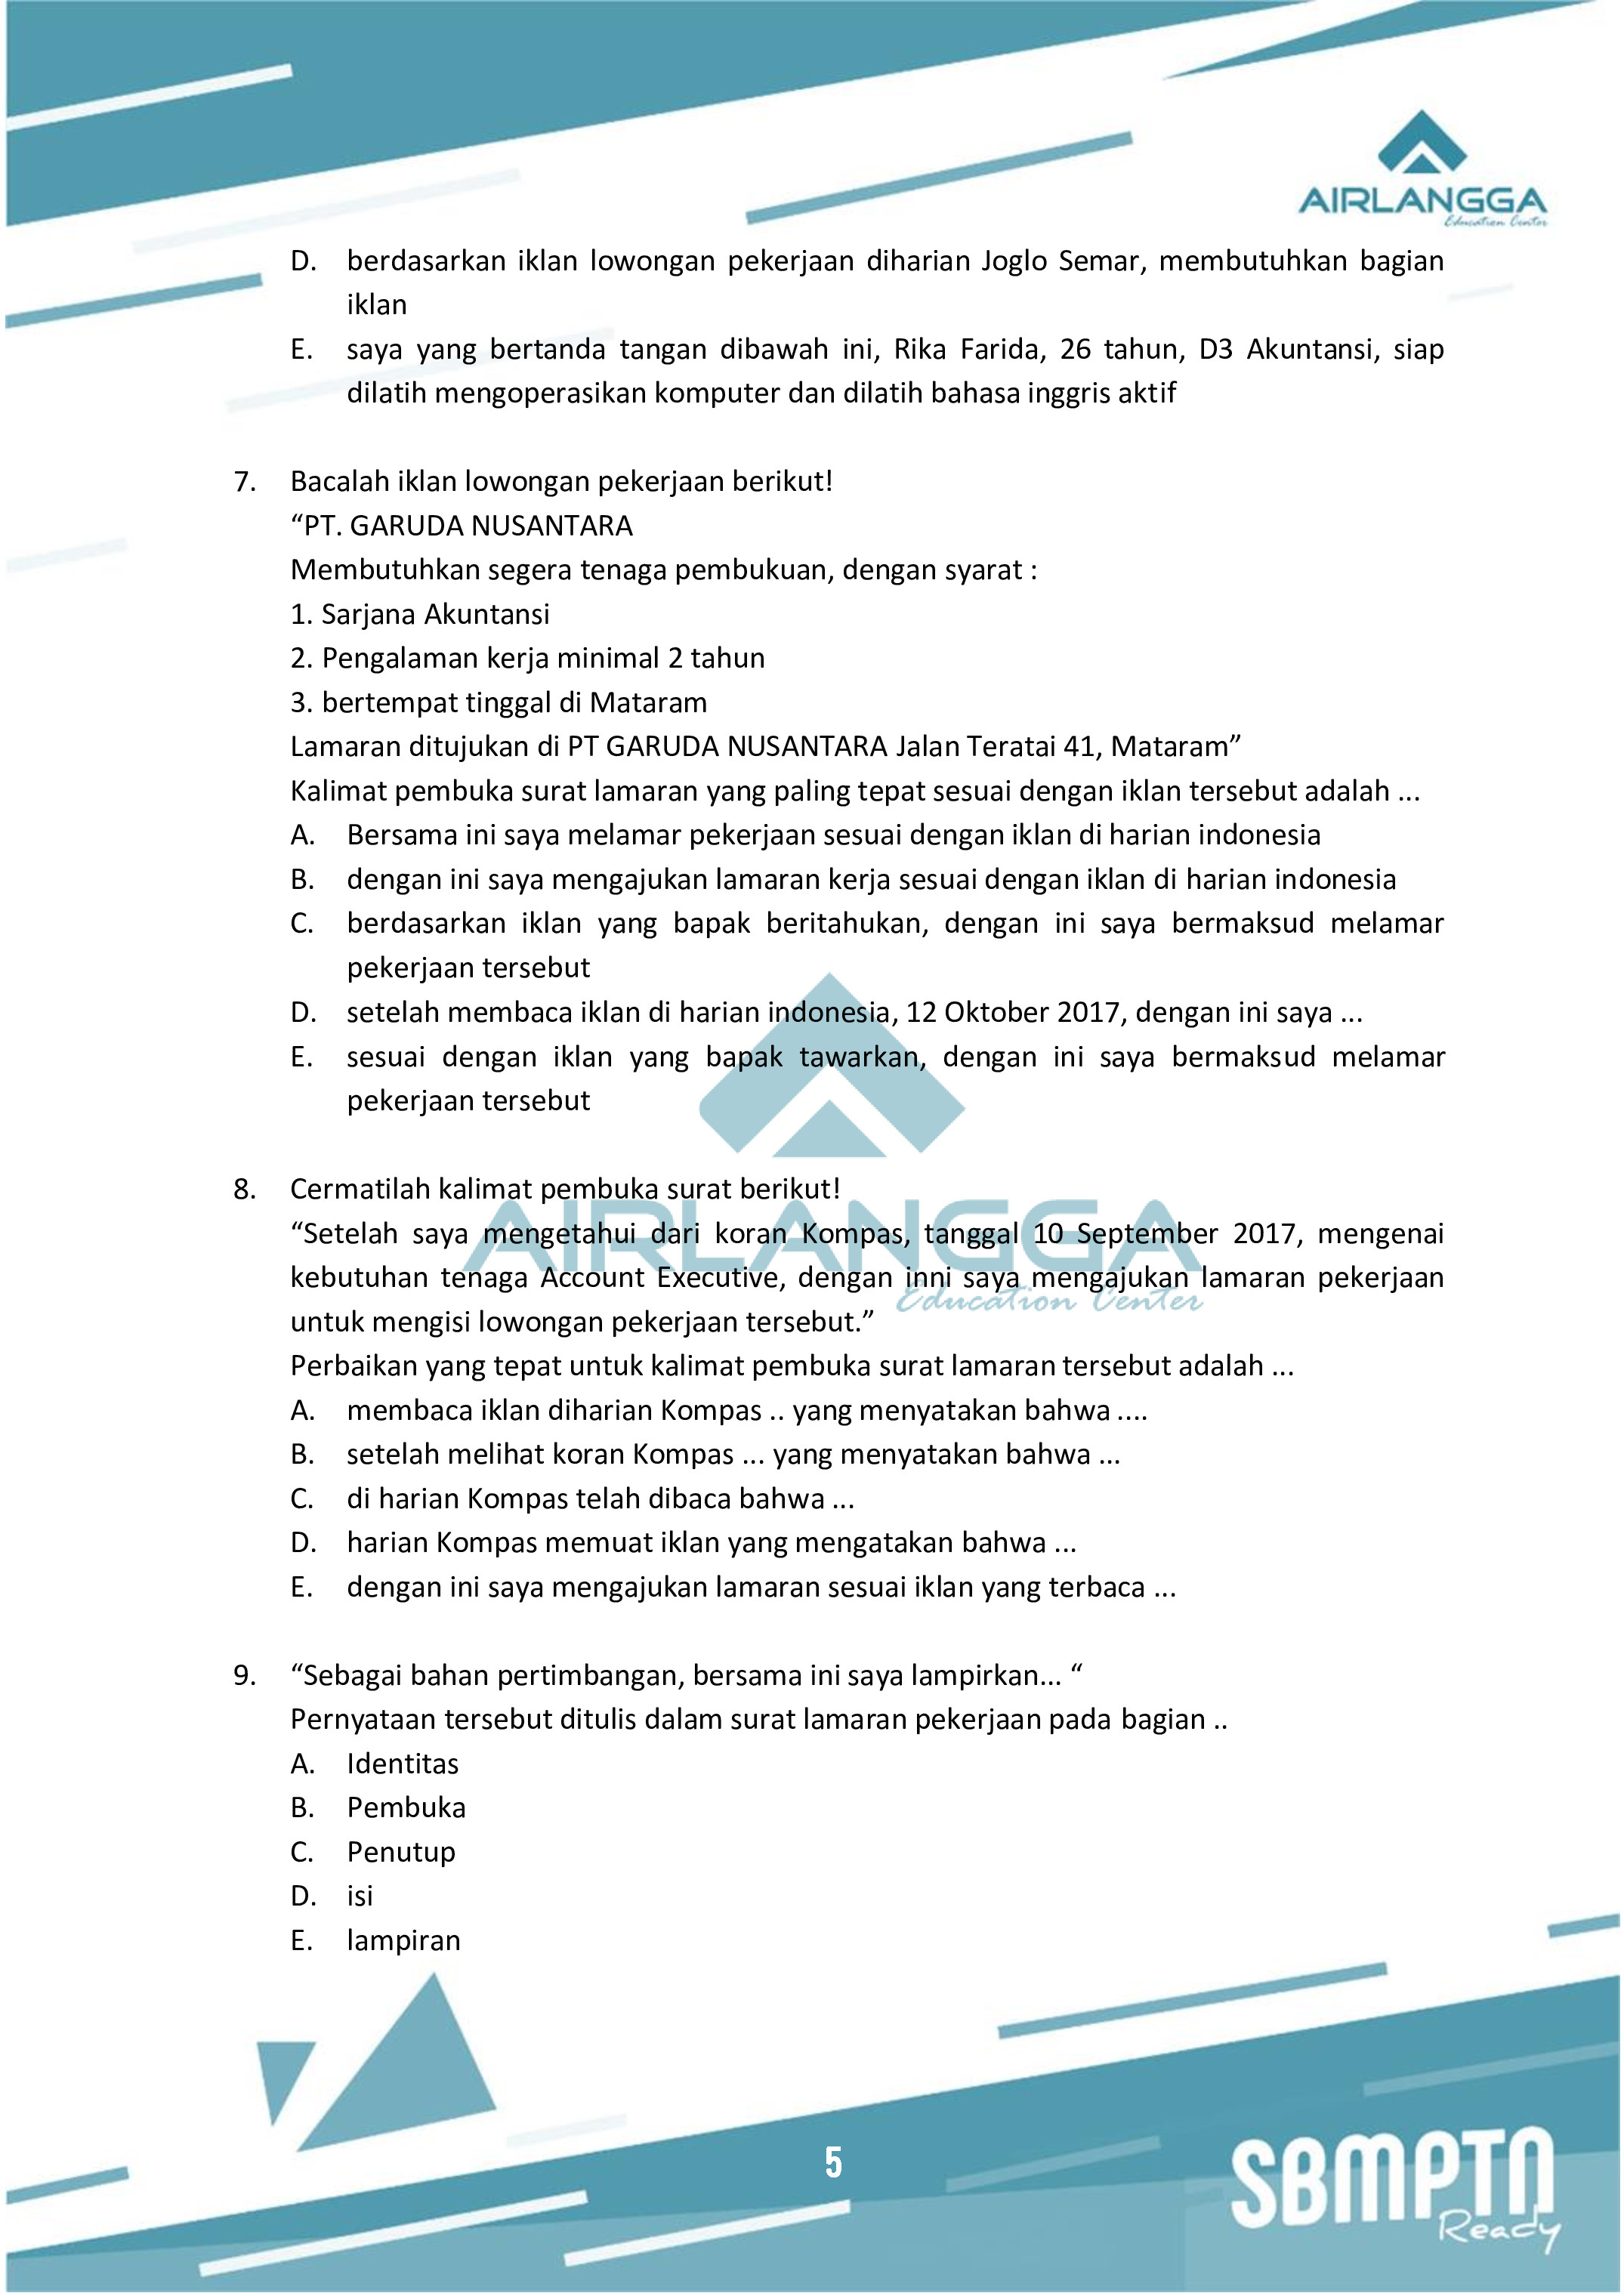 AIRLANGGA
Education Center
D. berdasarkan iklan lowongan pekerjaan diharian Joglo Semar, membutuhkan bagian
iklan
E. saya yang bertanda tangan dibawah ini, Rika Farida, 26 tahun, D3 Akuntansi, siap
dilatih mengoperasikan komputer dan dilatih bahasa inggris aktif
7. Bacalah iklan lowongan pekerjaan berikut!
“PT. GARUDA NUSANTARA
Membutuhkan segera tenaga pembukuan, dengan syarat :
1. Sarjana Akuntansi
2. Pengalaman kerja minimal 2 tahun
3. bertempat tinggal di Mataram
Lamaran ditujukan di PT GARUDA NUSANTARA Jalan Teratai 41, Mataram”
Kalimat pembuka surat lamaran yang paling tepat sesuai dengan iklan tersebut adalah ...
A. Bersama ini saya melamar pekerjaan sesuai dengan iklan di harian indonesia
B. dengan ini saya mengajukan lamaran kerja sesuai dengan iklan di harian indonesia
C. berdasarkan iklan yang bapak beritahukan, dengan ini saya bermaksud melamar
pekerjaan tersebut
D. setelah membaca iklan di harian indonesia, 12 Oktober 2017, dengan ini saya ...
E. sesuai dengan iklan yang bapak tawarkan, dengan ini saya bermaksud melamar
pekerjaan tersebut
8. Cermatilah kalimat pembuka surat berikut!
“Setelah saya mengetahui dari koran Kompas, tanggal 10 September 2017, mengenai
kebutuhan tenaga Account Executive, dengan inni saya mengajukan lamaran pekerjaan
untuk mengisi lowongan pekerjaan tersebut.”
AIRLANGGA
Education Center
Perbaikan yang tepat untuk kalimat pembuka surat lamaran tersebut adalah ...
A. membaca iklan diharian Kompas .. yang menyatakan bahwa ....
B. setelah melihat koran Kompas ... yang menyatakan bahwa ...
C. di harian Kompas telah dibaca bahwa ...
D. harian Kompas memuat iklan yang mengatakan bahwa ...
E. dengan ini saya mengajukan lamaran sesuai iklan yang terbaca ...
9. “Sebagai bahan pertimbangan, bersama ini saya lampirkan... “
Pernyataan tersebut ditulis dalam surat lamaran pekerjaan pada bagian ..
A. Identitas
B. Pembuka
C. Penutup
D. isi
E. lampiran
5
SBMPTN
Ready